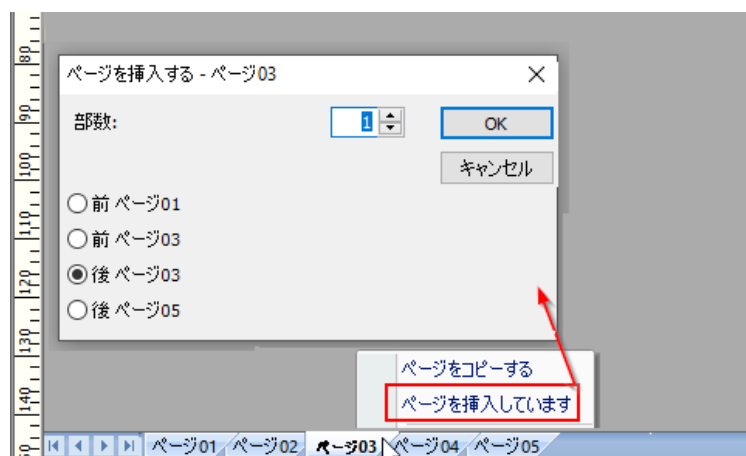 80
90
100
110
120
130
140
ページを挿入する - ページ03
部数:
1
OK
キャンセル
前 ページ01
前 ページ03
後 ページ03
後 ページ05
ページをコピーする
ページを挿入しています
ページ01 ページ02 ページ03 ページ04 ページ05